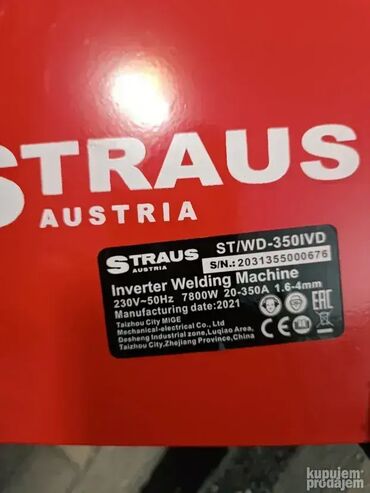 STRAUS
AUSTRIA
STRAUS
AUSTRIA
ST/WD-350IVD
S/N.: 2031355000676
Inverter Welding Machine
230V~50Hz 7800W 20-350A 1.6-4mm
Manufacturing date:2021
Taizhou City MIGE
Mechanical-electrical Co., Ltd
Desheng Industrial zone, Luqiao Area,
Taizhou City,Zhejiang Province,China
CE
EAC
kupujem
prodajem